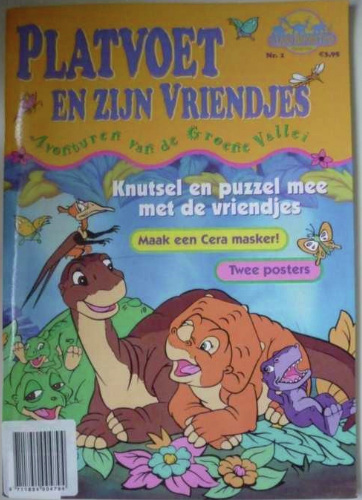 PLATVOET
Nr. 2 €3,95
EN ZIJN VRIENDJES
Avonturen van de Groene Vallei
Knutsel en puzzel mee
met de vriendjes
Maak een Cera masker!
Twee posters